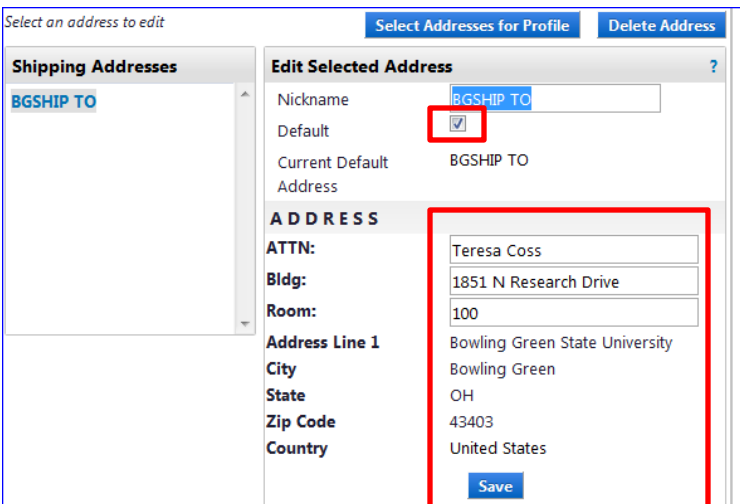 Select an address to edit
Select Addresses for Profile
Delete Address
Shipping Addresses
BGSHIP TO
Edit Selected Address ?
Nickname BGSHIP TO
Default
Current Default Address BGSHIP TO
ADDRESS
ATTN: Teresa Coss
Bldg: 1851 N Research Drive
Room: 100
Address Line 1 Bowling Green State University
City Bowling Green
State OH
Zip Code 43403
Country United States
Save